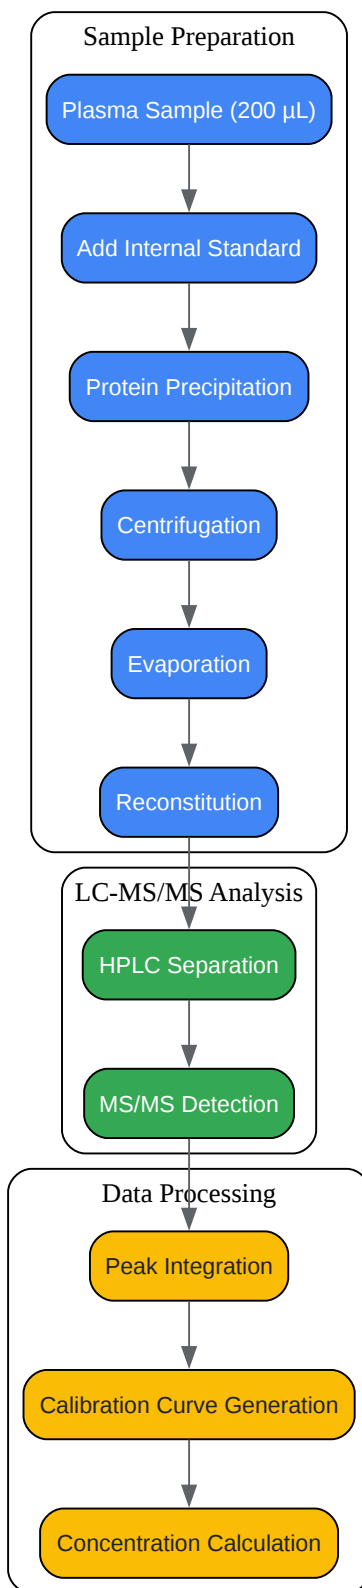 Sample Preparation
Plasma Sample (200 µL)
Add Internal Standard
Protein Precipitation
Centrifugation
Evaporation
Reconstitution
LC-MS/MS Analysis
HPLC Separation
MS/MS Detection
Data Processing
Peak Integration
Calibration Curve Generation
Concentration Calculation